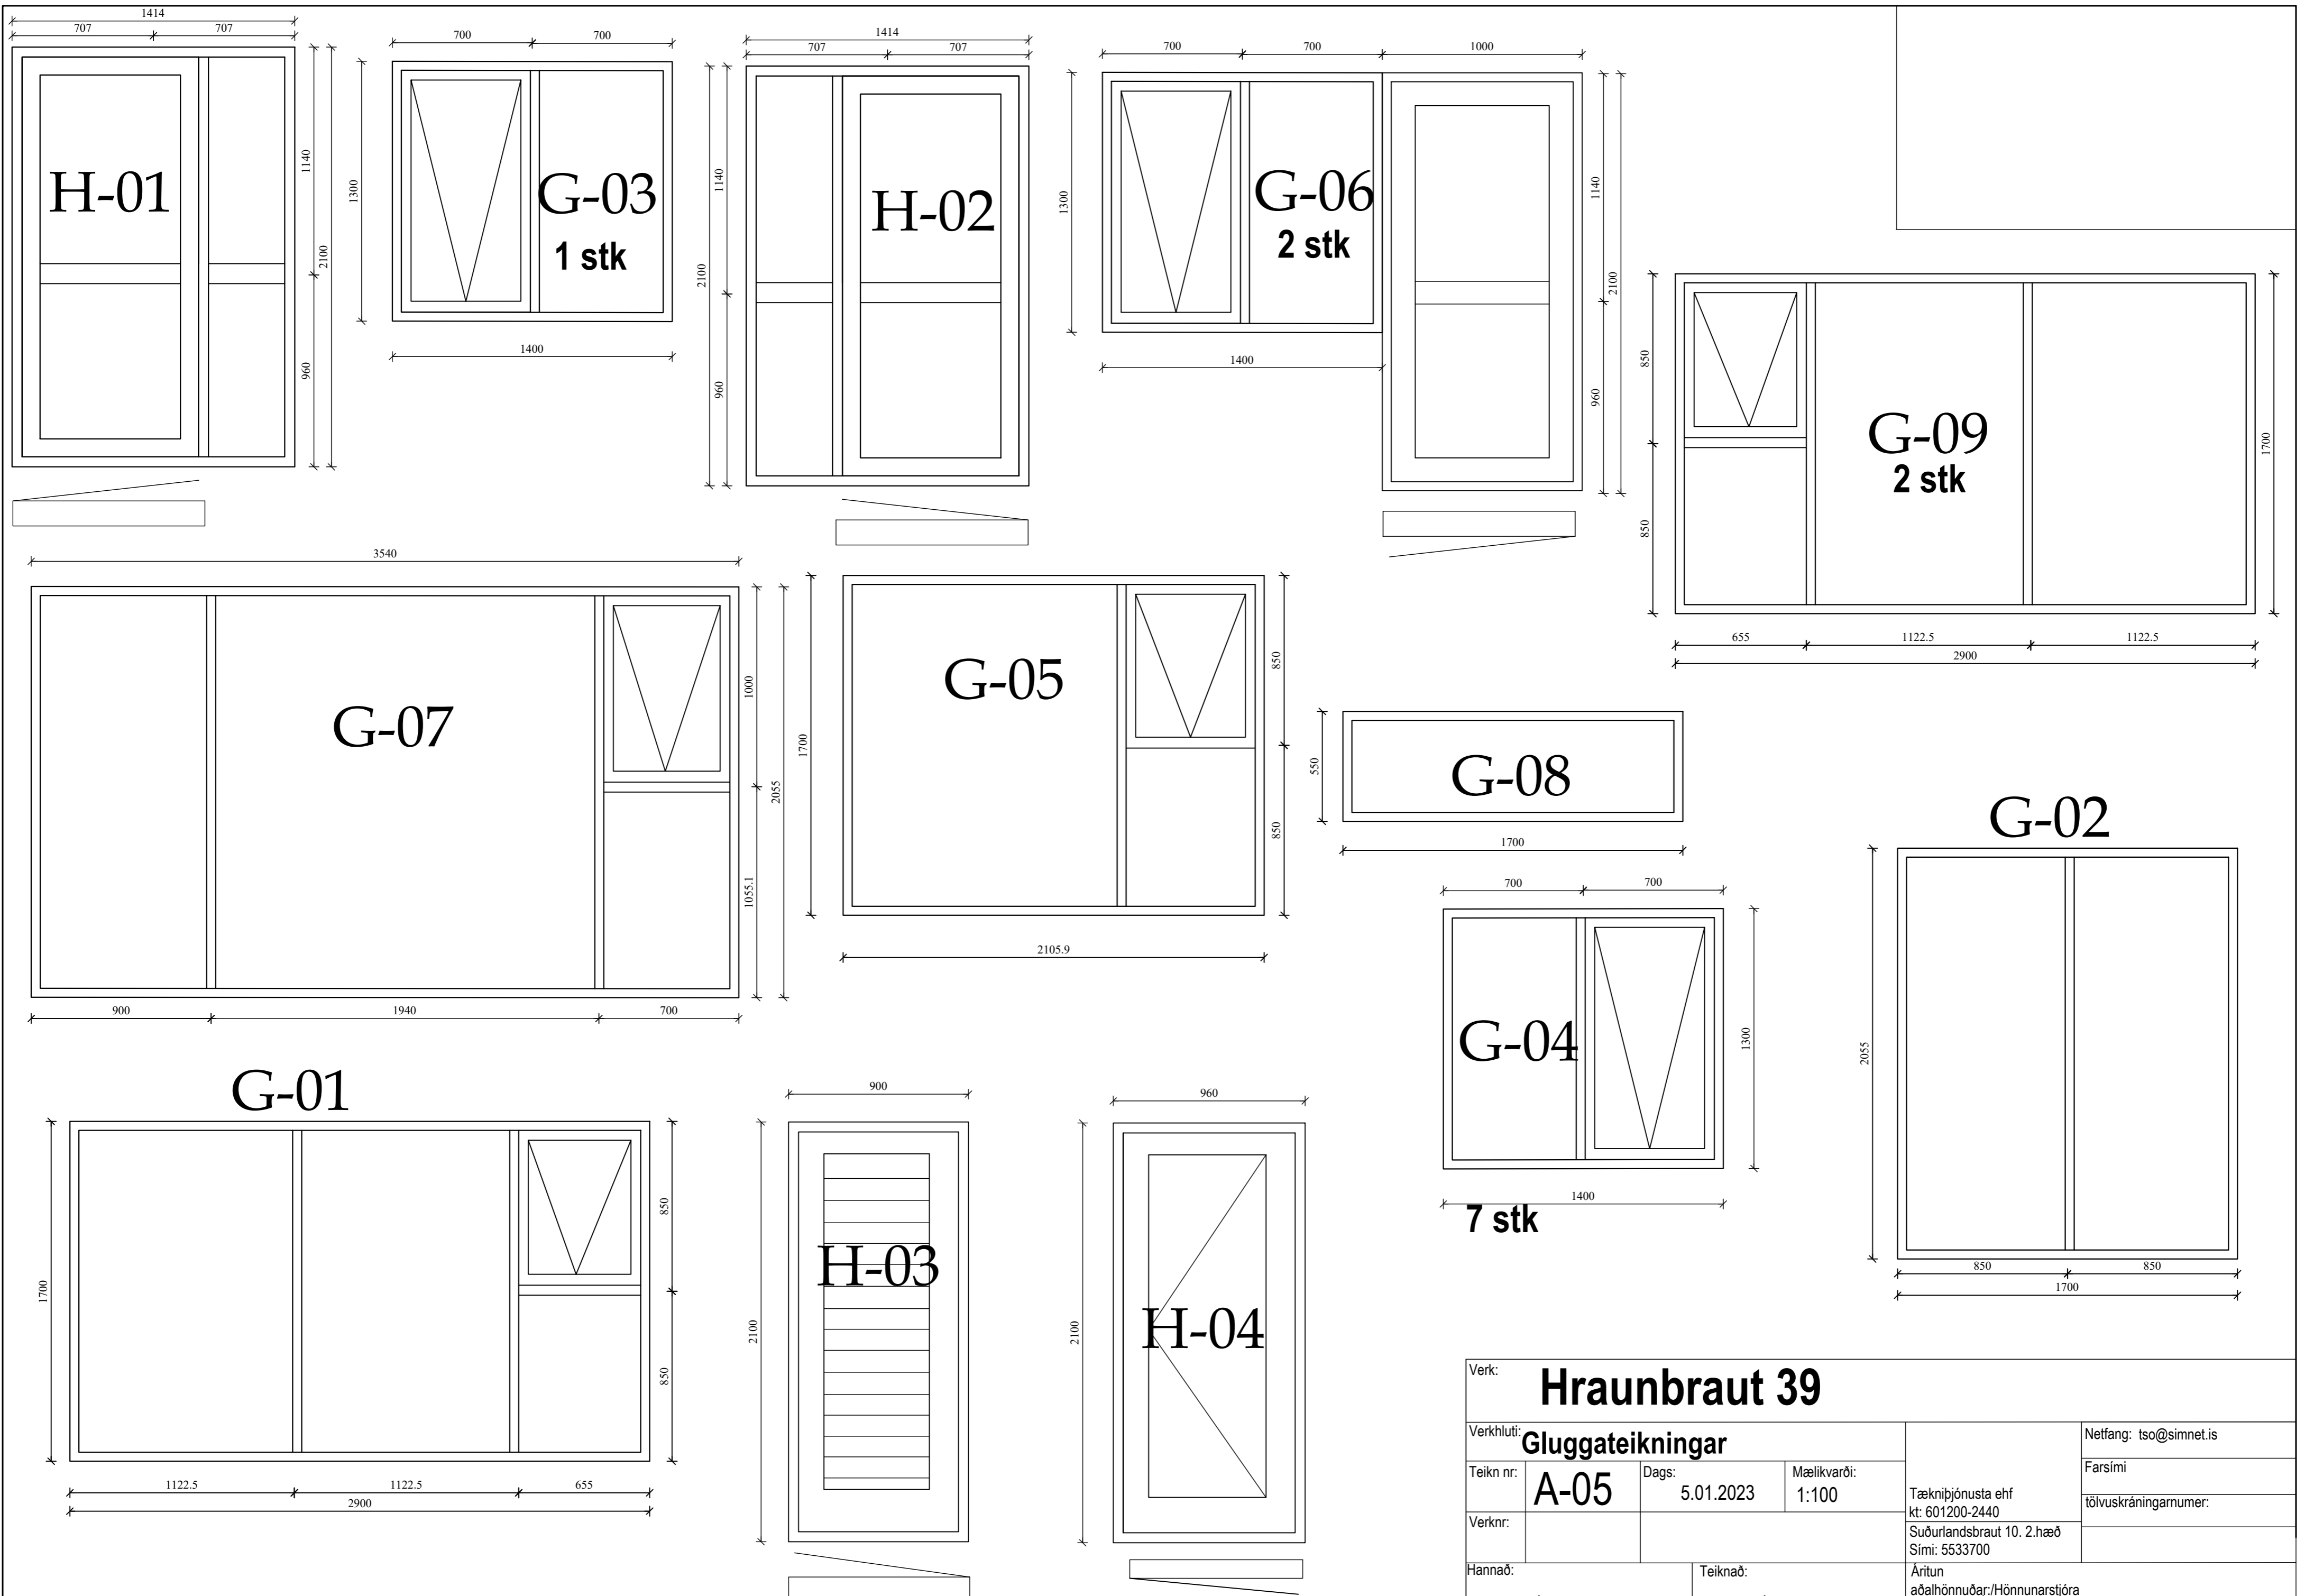 1414
707 707
H-01
1140
2100
960
700 700
1300
G-03
1 stk
1400
1414
707 707
1140
2100
960
H-02
700 700 1000
1300
G-06
2 stk
1400
1140
2100
960
850
850
G-09
2 stk
1700
655 1122.5 1122.5
2900
3540
G-07
1000
2055
1055.1
900 1940 700
1700
G-05
850
850
2105.9
550
G-08
1700
G-02
2055
850 850
1700
700 700
G-04
1300
1400
7 stk
G-01
1700
850
850
1122.5 1122.5 655
2900
900
2100
H-03
960
2100
H-04
Verk: Hraunbraut 39
Verkhluti: Gluggateikningar
Teikn nr: A-05 Dags: 5.01.2023 Mælikvarði: 1:100
Verknr:
Tækniþjónusta ehf
kt: 601200-2440
Suðurlandsbraut 10. 2.hæð
Sími: 5533700
Netfang: tso@simnet.is
Farsími
tölvuskráningarnumer:
Hannað: Teiknað:
Áritun
aðalhönnuðar:/Hönnunarstjóra